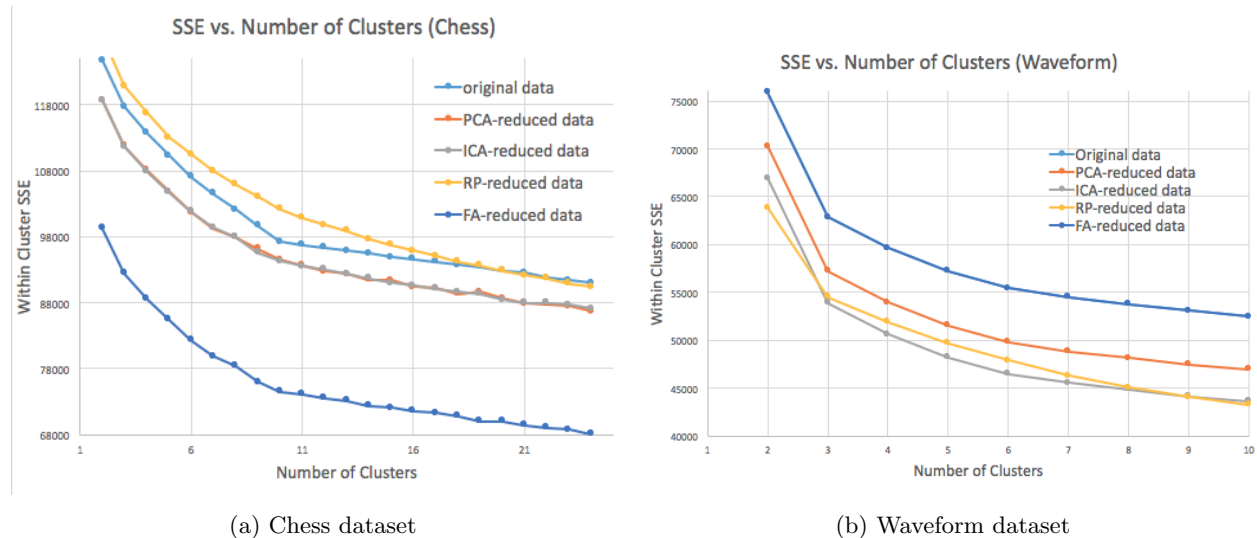 SSE vs. Number of Clusters (Chess)
118000
108000
98000
88000
78000
68000
Within Cluster SSE
original data
PCA-reduced data
ICA-reduced data
RP-reduced data
FA-reduced data
1 6 11 16 21
Number of Clusters
(a) Chess dataset
SSE vs. Number of Clusters (Waveform)
75000
70000
65000
60000
55000
50000
45000
40000
Within Cluster SSE
Original data
PCA-reduced data
ICA-reduced data
RP-reduced data
FA-reduced data
1 2 3 4 5 6 7 8 9 10
Number of Clusters
(b) Waveform dataset